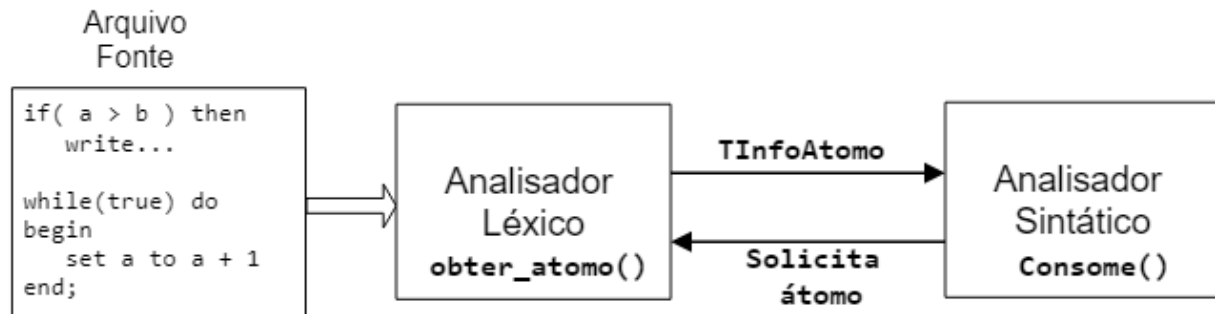 Arquivo
Fonte
if( a > b ) then
   write...
while(true) do
begin
   set a to a + 1
end;
Analisador
Léxico
obter_atomo()
TInfoAtomo
Solicita
átomo
Analisador
Sintático
Consome()